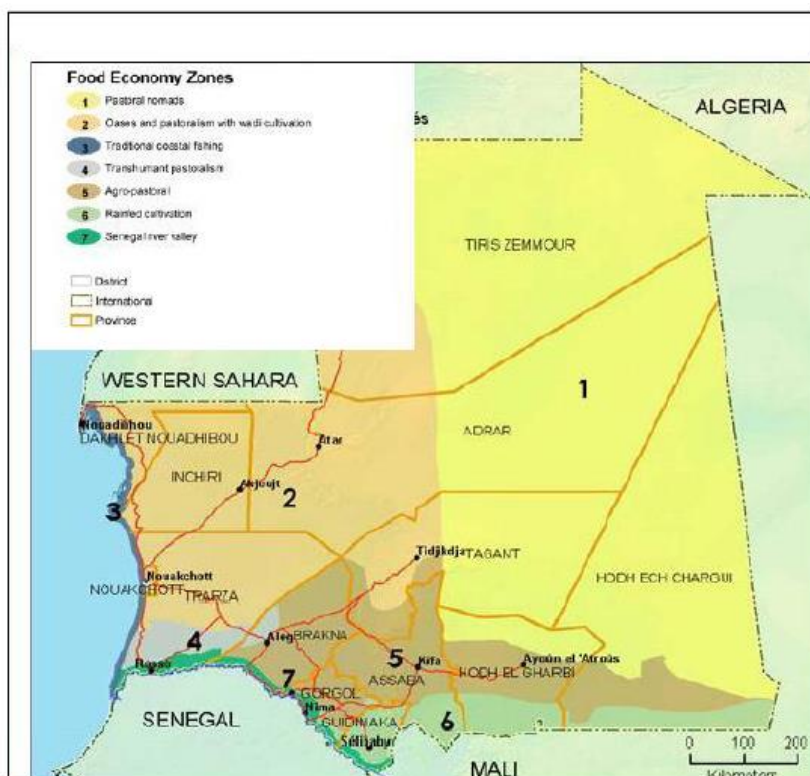 Food Economy Zones
1 Pastoral nomads
2 Oases and pastoralism with wadi cultivation
3 Traditional coastal fishing
4 Transhumant pastoralism
5 Agro-pastoral
6 Rainfed cultivation
7 Senegal river valley
District
International
Province
és
ALGERIA
TIRIS ZEMMOUR
WESTERN SAHARA
1
ADRAR
DAKHLET NOUADHIBOU
Atar
INCHIRI
Akjoujt
2
3
Tidjikdja
TAGANT
HODH ECH CHARGUI
Nouakchott
NOUAKCHOTT
TRARZA
4
Aleg
BRAKNA
5
Kifa
Ayoûn el 'Atroûs
HODH EL GHARBI
Rosso
ASSABA
7
GORGOL
SENEGAL
GUIDIMAKA
6
MALI
0 100 200
Kilometers